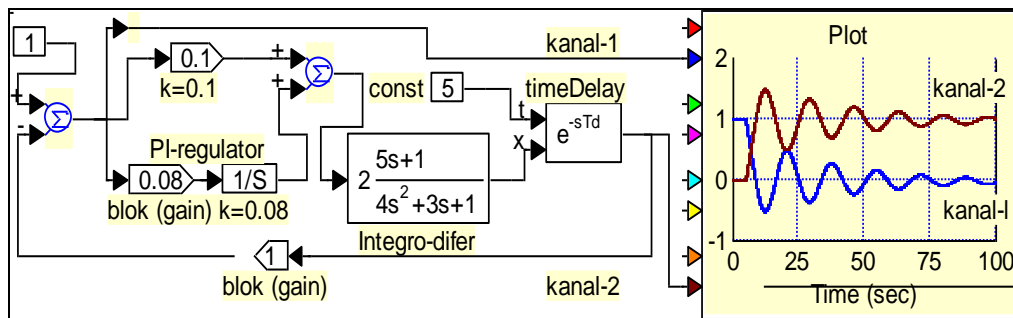 1
+
-
Σ
0.1
k=0.1
+
+
Σ
PI-regulator
0.08
1/S
blok (gain) k=0.08
const
5
timeDelay
t
x
e^-sTd
2 5s+1
4s²+3s+1
Integro-difer
1
blok (gain)
kanal-1
kanal-2
Plot
2
1
0
-1
kanal-2
kanal-I
0
25
50
75
100
Time (sec)